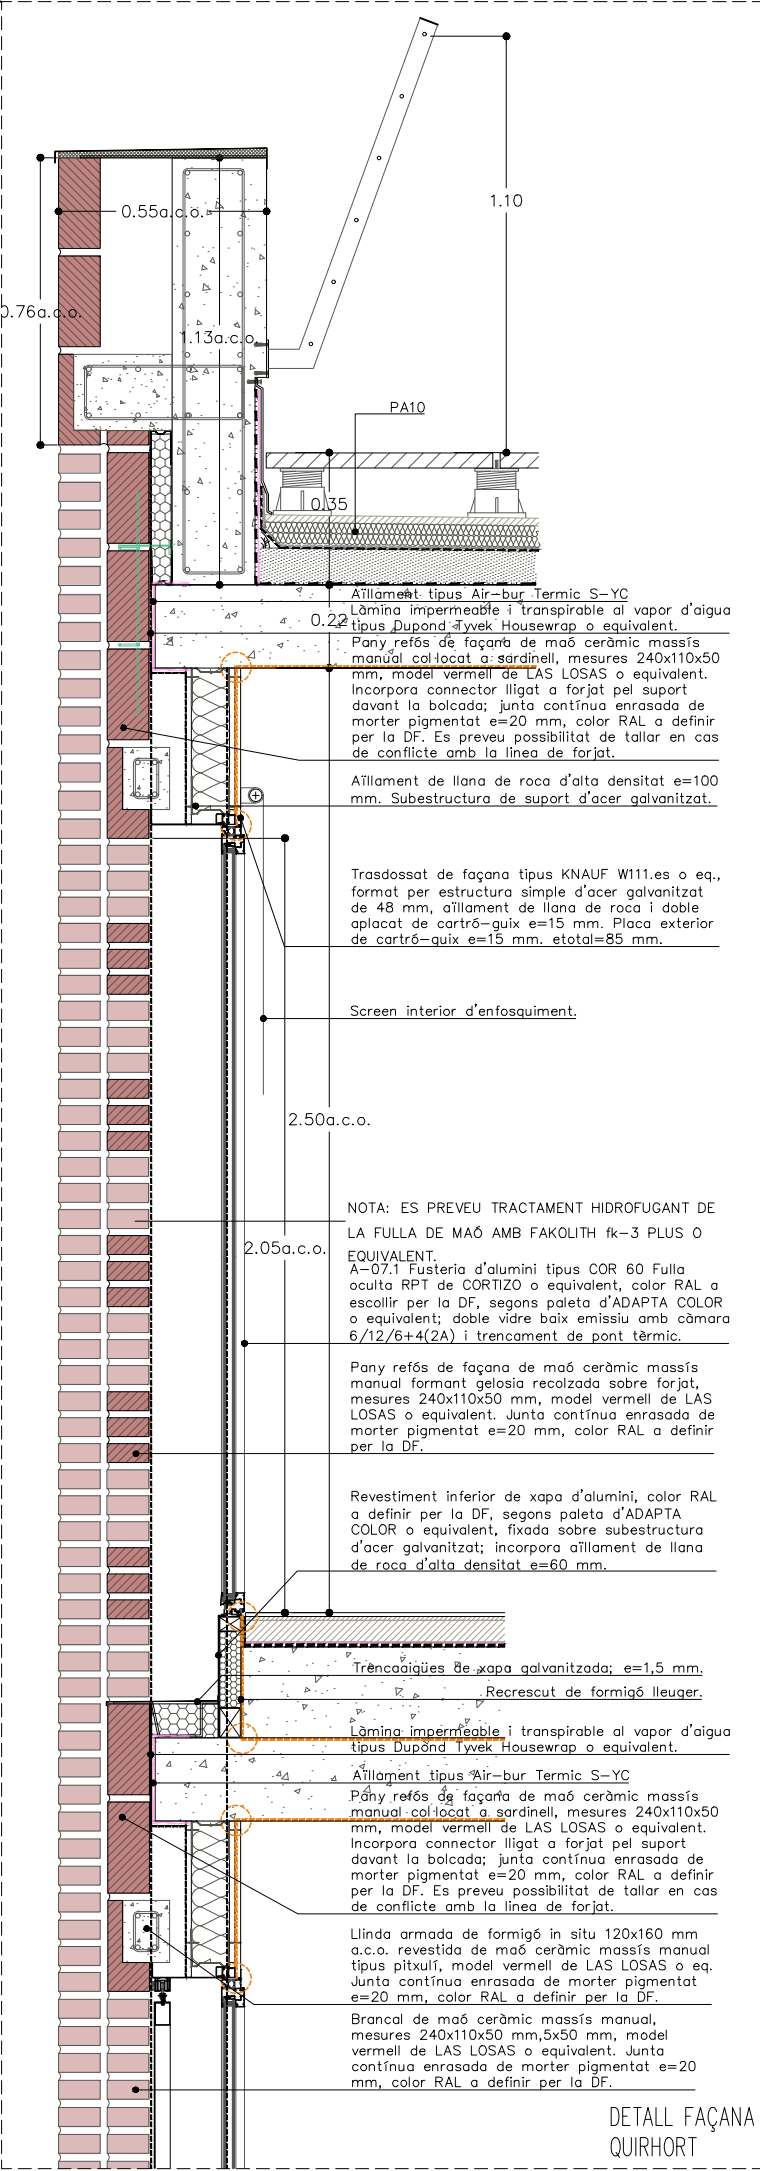 1.10
0.55a.c.o.
0.76a.c.o.
1.13a.c.o.
PA10
0.35
Aïllament tipus Air-bur Termic S-YC
Làmina impermeable i transpirable al vapor d'aigua
0.22
tipus Dupond Tyvek Housewrap o equivalent.
Pany refós de façana de maó ceràmic massís
manual col·locat a sardinell, mesures 240x110x50
mm, model vermell de LAS LOSAS o equivalent.
Incorpora connector lligat a forjat pel suport
davant la bolcada; junta contínua enrasada de
morter pigmentat e=20 mm, color RAL a definir
per la DF. Es preveu possibilitat de tallar en cas
de conflicte amb la linea de forjat.
Aïllament de llana de roca d'alta densitat e=100
mm. Subestructura de suport d'acer galvanitzat.
Trasdossat de façana tipus KNAUF W111.es o eq.,
format per estructura simple d'acer galvanitzat
de 48 mm, aïllament de llana de roca i doble
aplacat de cartró-guix e=15 mm. Placa exterior
de cartró-guix e=15 mm. etotal=85 mm.
Screen interior d'enfosquiment.
2.50a.c.o.
NOTA: ES PREVEU TRACTAMENT HIDROFUGANT DE
LA FULLA DE MAÓ AMB FAKOLITH fk-3 PLUS O
EQUIVALENT.
2.05a.c.o.
A-07.1 Fusteria d'alumini tipus COR 60 Fulla
oculta RPT de CORTIZO o equivalent, color RAL a
escollir per la DF, segons paleta d'ADAPTA COLOR
o equivalent; doble vidre baix emissiu amb càmara
6/12/6+4(2A) i trencament de pont tèrmic.
Pany refós de façana de maó ceràmic massís
manual formant gelosia recolzada sobre forjat,
mesures 240x110x50 mm, model vermell de LAS
LOSAS o equivalent. Junta contínua enrasada de
morter pigmentat e=20 mm, color RAL a definir
per la DF.
Revestiment inferior de xapa d'alumini, color RAL
a definir per la DF, segons paleta d'ADAPTA
COLOR o equivalent, fixada sobre subestructura
d'acer galvanitzat; incorpora aïllament de llana
de roca d'alta densitat e=60 mm.
Trencaaigües de xapa galvanitzada; e=1,5 mm.
Recrescut de formigó lleuger.
Làmina impermeable i transpirable al vapor d'aigua
tipus Dupond Tyvek Housewrap o equivalent.
Aïllament tipus Air-bur Termic S-YC
Pany refós de façana de maó ceràmic massís
manual col·locat a sardinell, mesures 240x110x50
mm, model vermell de LAS LOSAS o equivalent.
Incorpora connector lligat a forjat pel suport
davant la bolcada; junta contínua enrasada de
morter pigmentat e=20 mm, color RAL a definir
per la DF. Es preveu possibilitat de tallar en cas
de conflicte amb la linea de forjat.
Llinda armada de formigó in situ 120x160 mm
a.c.o. revestida de maó ceràmic massís manual
tipus pitxulí, model vermell de LAS LOSAS o eq.
Junta contínua enrasada de morter pigmentat
e=20 mm, color RAL a definir per la DF.
Brancal de maó ceràmic massís manual,
mesures 240x110x50 mm,5x50 mm, model
vermell de LAS LOSAS o equivalent. Junta
contínua enrasada de morter pigmentat e=20
mm, color RAL a definir per la DF.
DETALL FAÇANA
QUIRHORT